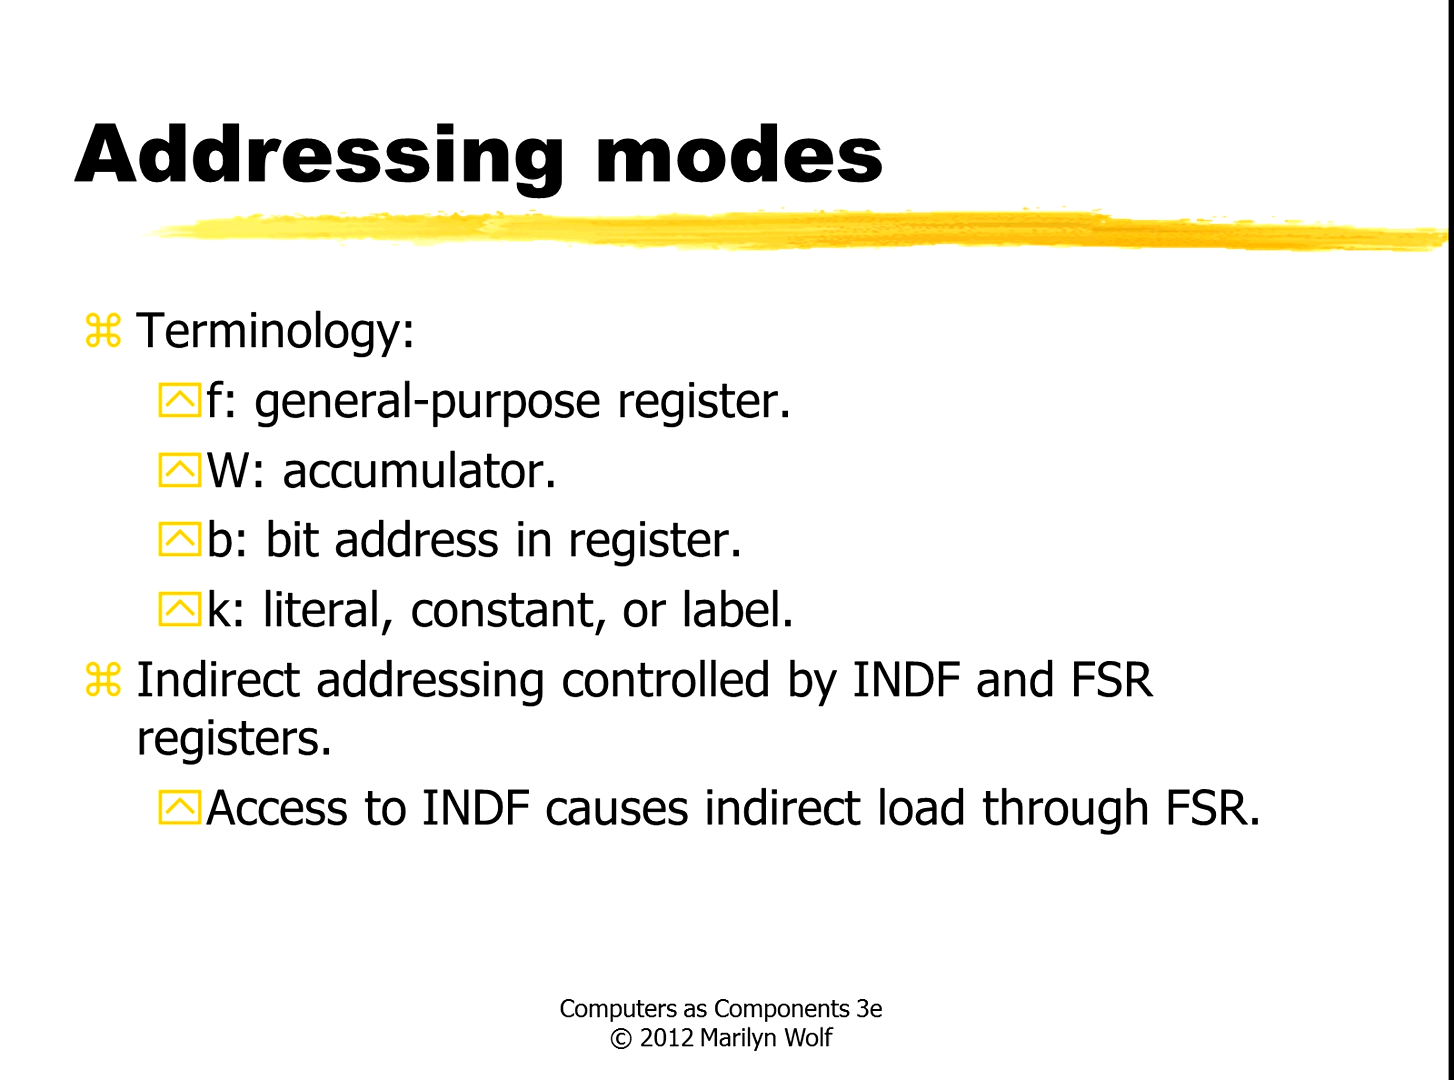 Addressing modes
⌘ Terminology:
f: general-purpose register.
W: accumulator.
b: bit address in register.
k: literal, constant, or label.
⌘ Indirect addressing controlled by INDF and FSR
registers.
Access to INDF causes indirect load through FSR.
Computers as Components 3e
© 2012 Marilyn Wolf